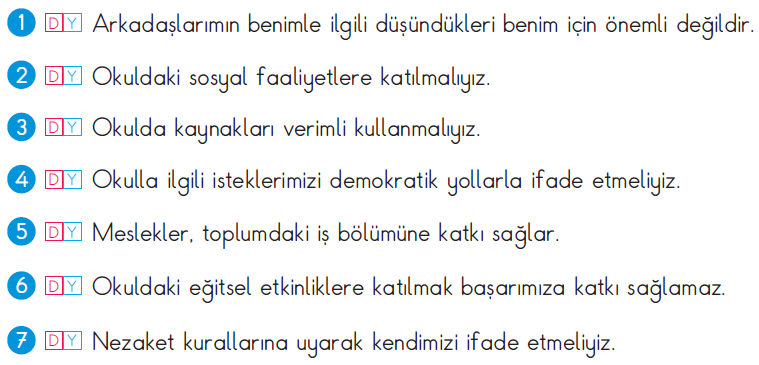 1 D Y Arkadaşlarımın benimle ilgili düşündükleri benim için önemli değildir.
2 D Y Okuldaki sosyal faaliyetlere katılmalıyız.
3 D Y Okulda kaynakları verimli kullanmalıyız.
4 D Y Okulla ilgili isteklerimizi demokratik yollarla ifade etmeliyiz.
5 D Y Meslekler, toplumdaki iş bölümüne katkı sağlar.
6 D Y Okuldaki eğitsel etkinliklere katılmak başarımıza katkı sağlamaz.
7 D Y Nezaket kurallarına uyarak kendimizi ifade etmeliyiz.